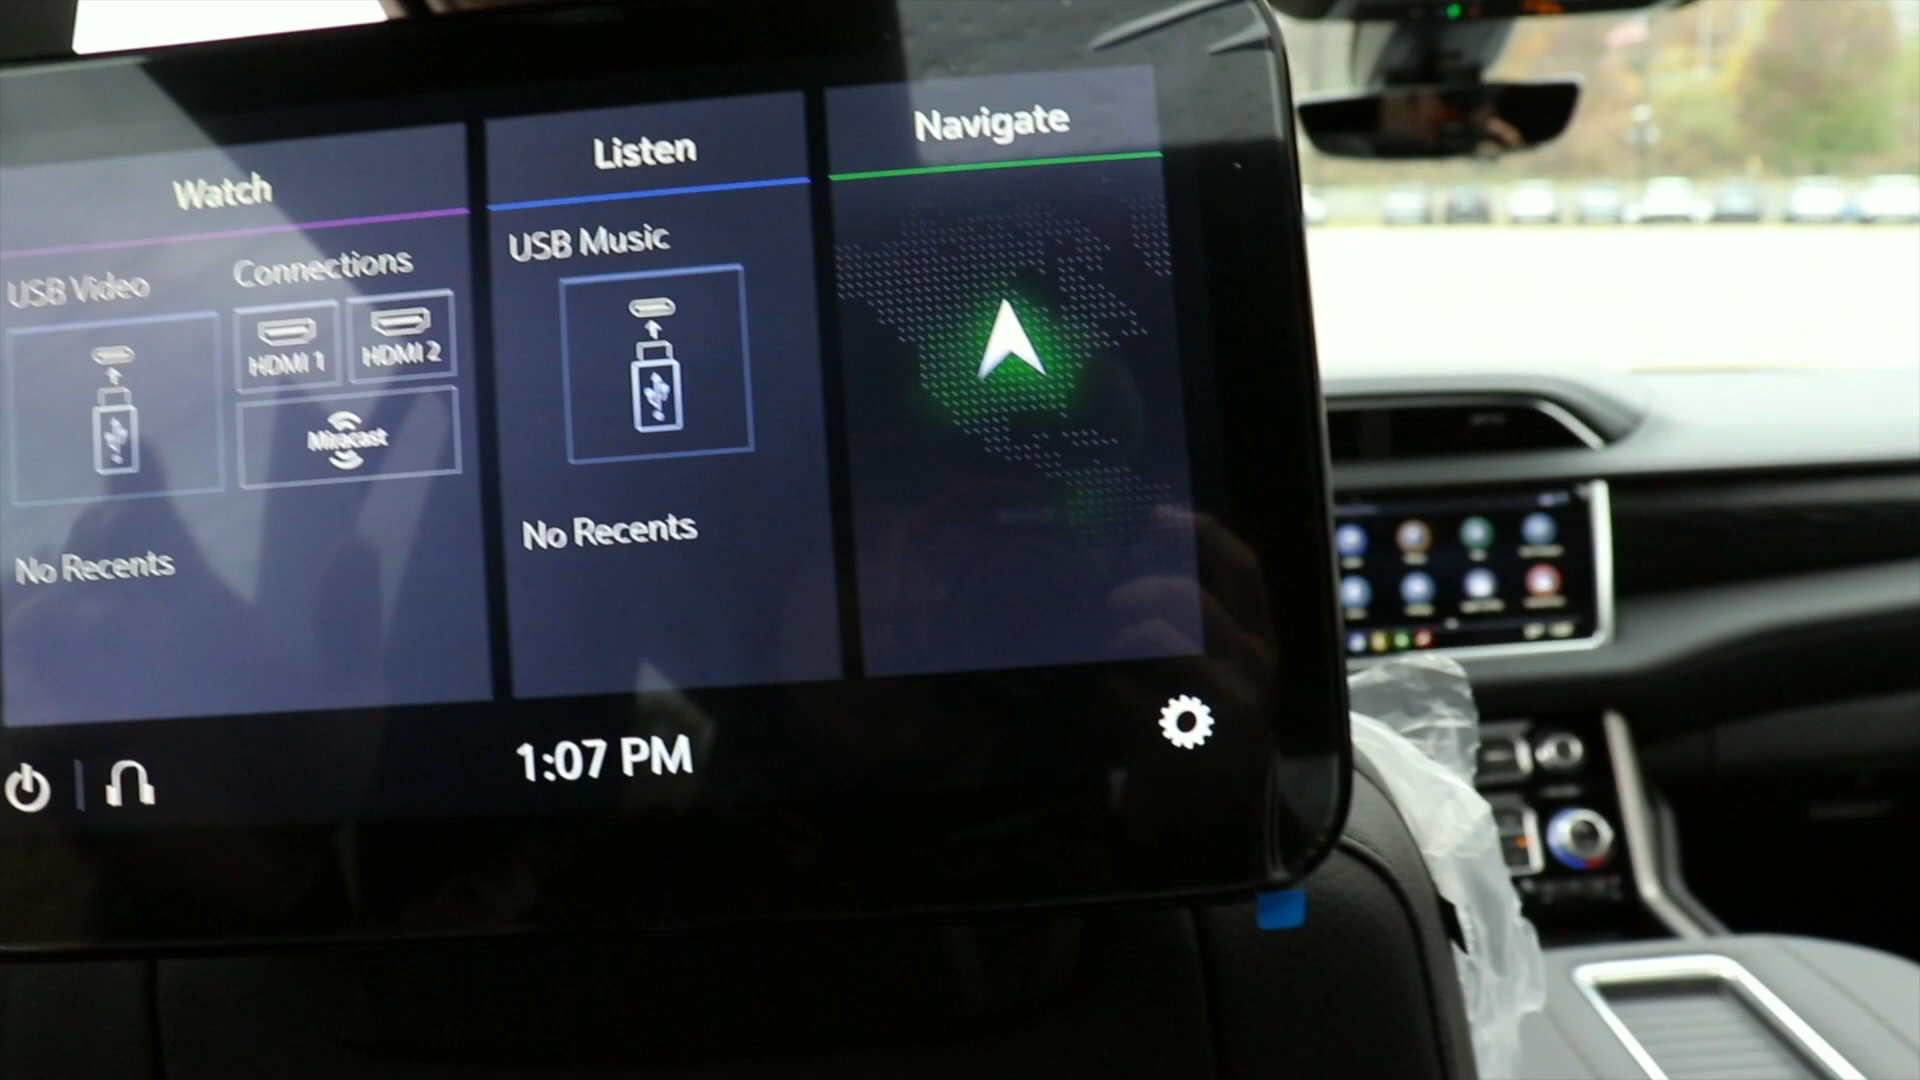 Watch
USB Video
Connections
HDMI 1
HDMI 2
Miracast
No Recents
Listen
USB Music
No Recents
Navigate
1:07 PM